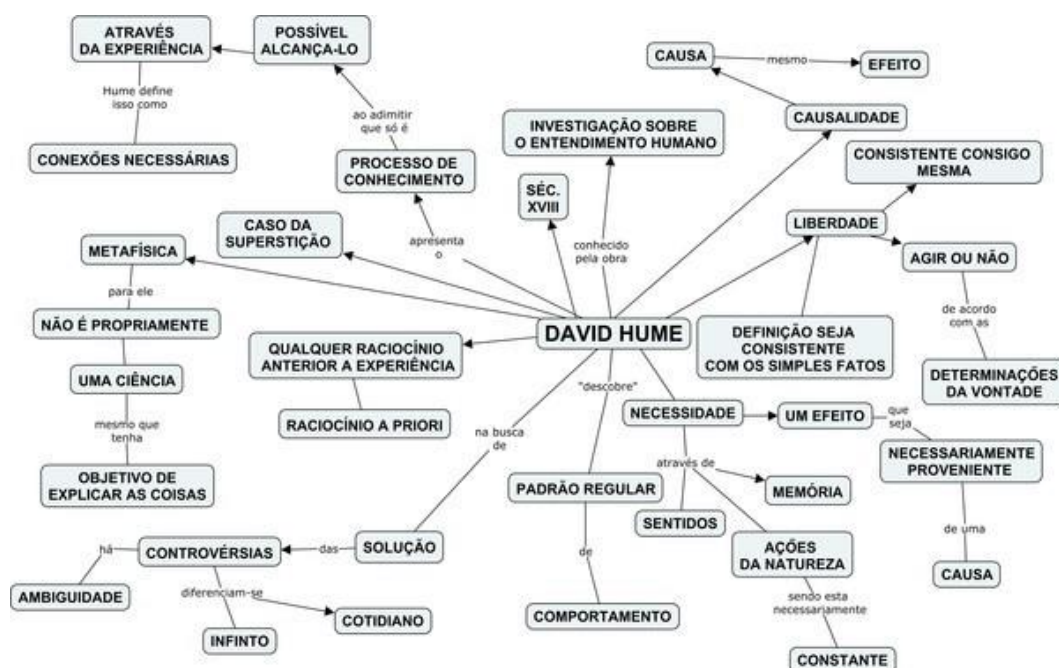 ATRAVÉS
DA EXPERIÊNCIA
POSSÍVEL
ALCANÇA-LO
Hume define
isso como
CONEXÕES NECESSÁRIAS
ao adimitir
que só é
PROCESSO DE
CONHECIMENTO
apresenta
o
CAUSA
mesmo
EFEITO
CAUSALIDADE
INVESTIGAÇÃO SOBRE
O ENTENDIMENTO HUMANO
SÉC.
XVIII
conhecido
pela obra
CONSISTENTE CONSIGO
MESMA
LIBERDADE
AGIR OU NÃO
de acordo
com as
DETERMINAÇÕES
DA VONTADE
DEFINIÇÃO SEJA
CONSISTENTE
COM OS SIMPLES FATOS
CASO DA
SUPERSTIÇÃO
METAFÍSICA
para ele
NÃO É PROPRIAMENTE
UMA CIÊNCIA
mesmo que
tenha
OBJETIVO DE
EXPLICAR AS COISAS
DAVID HUME
QUALQUER RACIOCÍNIO
ANTERIOR A EXPERIÊNCIA
RACIOCÍNIO A PRIORI
na busca
de
SOLUÇÃO
das
CONTROVÉRSIAS
há
AMBIGUIDADE
diferenciam-se
INFINTO
COTIDIANO
"descobre"
PADRÃO REGULAR
de
COMPORTAMENTO
NECESSIDADE
UM EFEITO
que
seja
NECESSARIAMENTE
PROVENIENTE
de uma
CAUSA
através de
MEMÓRIA
SENTIDOS
AÇÕES
DA NATUREZA
sendo esta
necessariamente
CONSTANTE